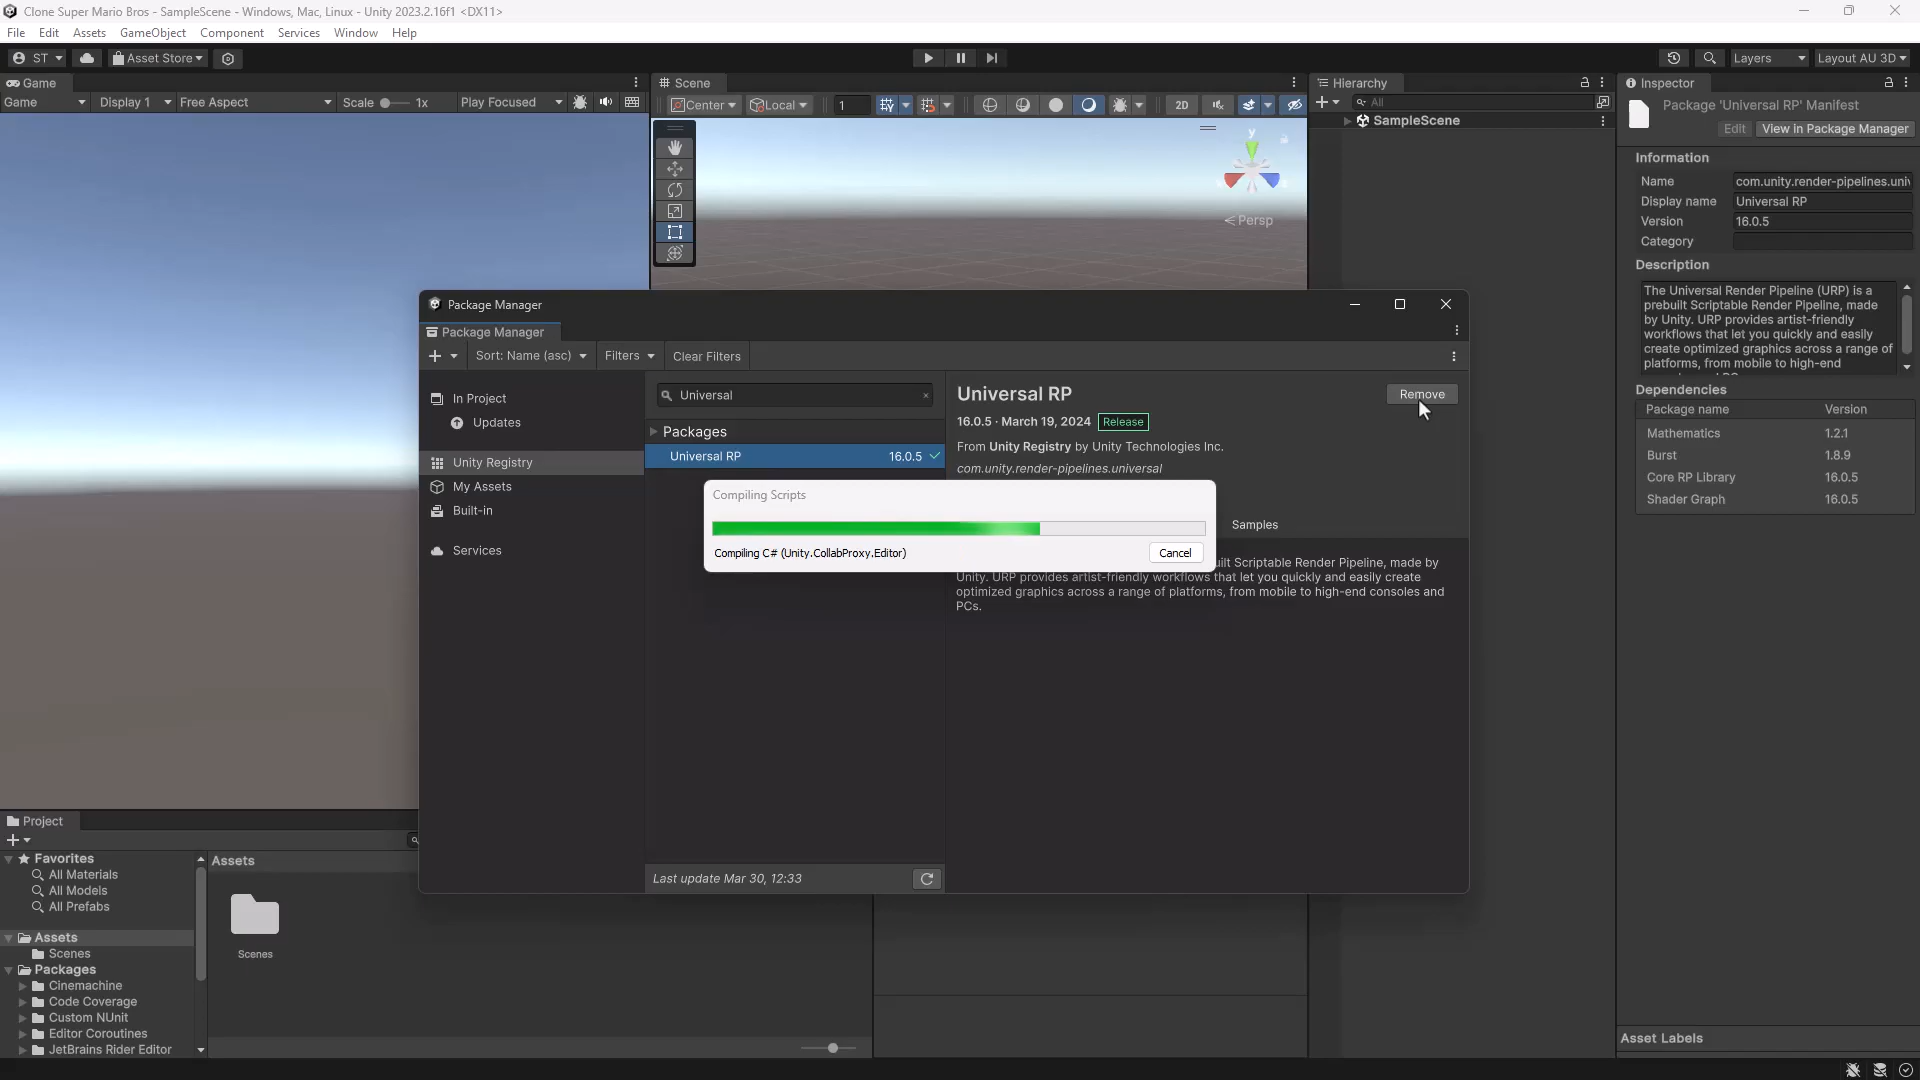 Clone Super Mario Bros - SampleScene - Windows, Mac, Linux - Unity 2023.2.16f1 <DX11>
File Edit Assets GameObject Component Services Window Help
ST Asset Store Layers Layout AU 3D
Game
Game Display 1 Free Aspect Scale 1x Play Focused
Scene
Center Local 1 2D
y
Persp
Hierarchy
All
SampleScene
Inspector
Package 'Universal RP' Manifest
Edit View in Package Manager
Information
Name com.unity.render-pipelines.univ
Display name Universal RP
Version 16.0.5
Category
Description
The Universal Render Pipeline (URP) is a
prebuilt Scriptable Render Pipeline, made
by Unity. URP provides artist-friendly
workflows that let you quickly and easily
create optimized graphics across a range of
platforms, from mobile to high-end
Dependencies
Package name Version
Mathematics 1.2.1
Burst 1.8.9
Core RP Library 16.0.5
Shader Graph 16.0.5
Asset Labels
Package Manager
Package Manager
Sort: Name (asc) Filters Clear Filters
In Project
Updates
Unity Registry
My Assets
Built-in
Services
Universal
Packages
Universal RP 16.0.5
Last update Mar 30, 12:33
Universal RP
Remove
16.0.5 · March 19, 2024 Release
From Unity Registry by Unity Technologies Inc.
com.unity.render-pipelines.universal
Samples
uilt Scriptable Render Pipeline, made by
Unity. URP provides artist-friendly workflows that let you quickly and easily create
optimized graphics across a range of platforms, from mobile to high-end consoles and
PCs.
Compiling Scripts
Compiling C# (Unity.CollabProxy.Editor)
Cancel
Project
Favorites
All Materials
All Models
All Prefabs
Assets
Scenes
Packages
Cinemachine
Code Coverage
Custom NUnit
Editor Coroutines
JetBrains Rider Editor
Assets
Scenes